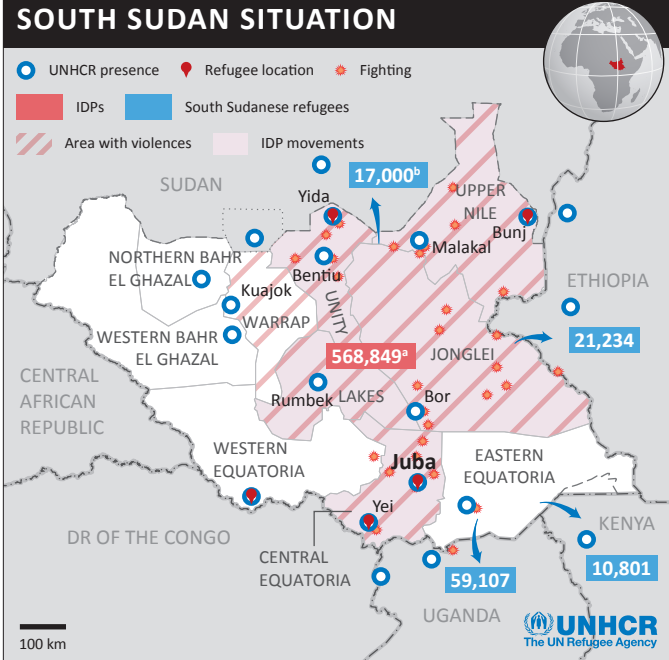 SOUTH SUDAN SITUATION
UNHCR presence
Refugee location
Fighting
IDPs
South Sudanese refugees
Area with violences
IDP movements
SUDAN
17,000ᵇ
Yida
UPPER
NILE
Bunj
Malakal
NORTHERN BAHR
EL GHAZAL
Bentiu
ETHIOPIA
Kuajok
UNITY
WARRAP
WESTERN BAHR
EL GHAZAL
21,234
568,849ᵃ
JONGLEI
CENTRAL
AFRICAN
REPUBLIC
Rumbek
LAKES
Bor
WESTERN
EQUATORIA
EASTERN
EQUATORIA
Juba
Yei
KENYA
DR OF THE CONGO
CENTRAL
EQUATORIA
59,107
10,801
UGANDA
UNHCR
The UN Refugee Agency
100 km